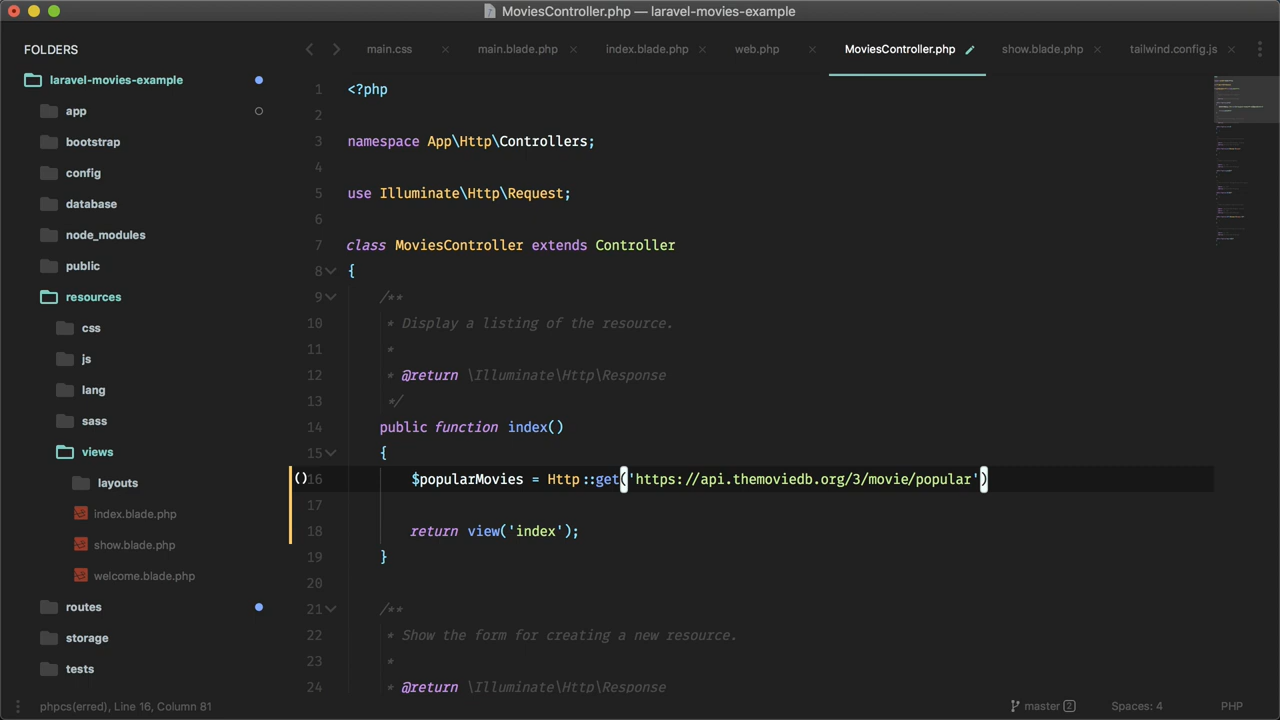 MoviesController.php — laravel-movies-example
FOLDERS
laravel-movies-example
app
bootstrap
config
database
node_modules
public
resources
css
js
lang
sass
views
layouts
index.blade.php
show.blade.php
welcome.blade.php
routes
storage
tests
main.css
main.blade.php
index.blade.php
web.php
MoviesController.php
show.blade.php
tailwind.config.js
1 <?php
2
3 namespace App\Http\Controllers;
4
5 use Illuminate\Http\Request;
6
7 class MoviesController extends Controller
8 {
9 /**
10 * Display a listing of the resource.
11 *
12 * @return \Illuminate\Http\Response
13 */
14 public function index()
15 {
()16 $popularMovies = Http::get('https://api.themoviedb.org/3/movie/popular')
17
18 return view('index');
19 }
20
21 /**
22 * Show the form for creating a new resource.
23 *
24 * @return \Illuminate\Http\Response
phpcs(erred), Line 16, Column 81
master 2
Spaces: 4
PHP